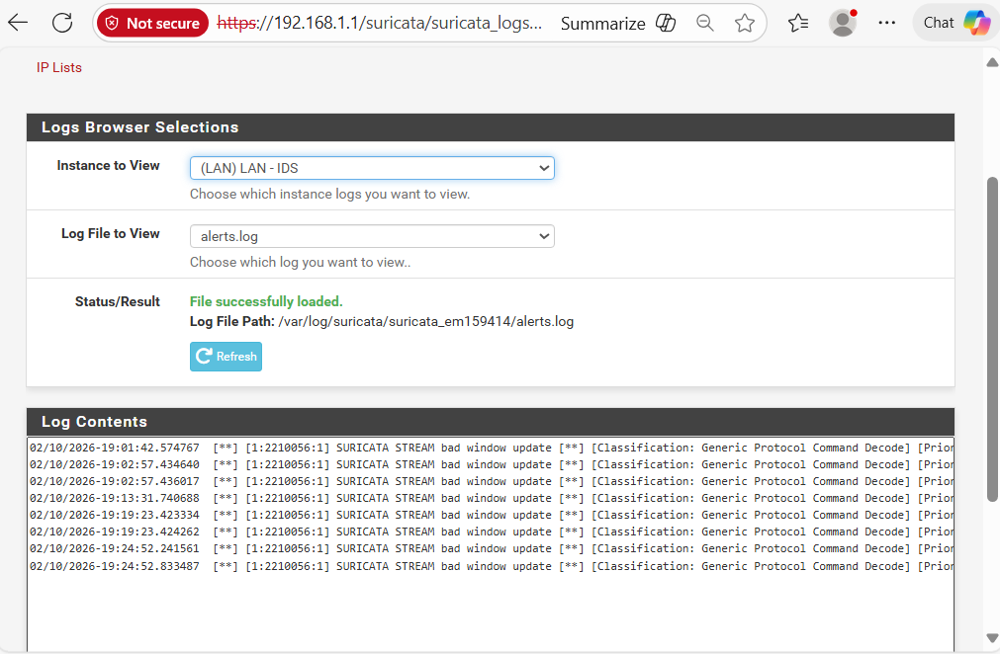 Not secure https://192.168.1.1/suricata/suricata_logs... Summarize Chat
IP Lists
Logs Browser Selections
Instance to View (LAN) LAN - IDS
Choose which instance logs you want to view.
Log File to View alerts.log
Choose which log you want to view..
Status/Result File successfully loaded.
Log File Path: /var/log/suricata/suricata_em159414/alerts.log
Refresh
Log Contents
02/10/2026-19:01:42.574767 [**] [1:2210056:1] SURICATA STREAM bad window update [**] [Classification: Generic Protocol Command Decode] [Prior
02/10/2026-19:02:57.434640 [**] [1:2210056:1] SURICATA STREAM bad window update [**] [Classification: Generic Protocol Command Decode] [Prior
02/10/2026-19:02:57.436017 [**] [1:2210056:1] SURICATA STREAM bad window update [**] [Classification: Generic Protocol Command Decode] [Prior
02/10/2026-19:13:31.740688 [**] [1:2210056:1] SURICATA STREAM bad window update [**] [Classification: Generic Protocol Command Decode] [Prior
02/10/2026-19:19:23.423334 [**] [1:2210056:1] SURICATA STREAM bad window update [**] [Classification: Generic Protocol Command Decode] [Prior
02/10/2026-19:19:23.424262 [**] [1:2210056:1] SURICATA STREAM bad window update [**] [Classification: Generic Protocol Command Decode] [Prior
02/10/2026-19:24:52.241561 [**] [1:2210056:1] SURICATA STREAM bad window update [**] [Classification: Generic Protocol Command Decode] [Prior
02/10/2026-19:24:52.833487 [**] [1:2210056:1] SURICATA STREAM bad window update [**] [Classification: Generic Protocol Command Decode] [Prior